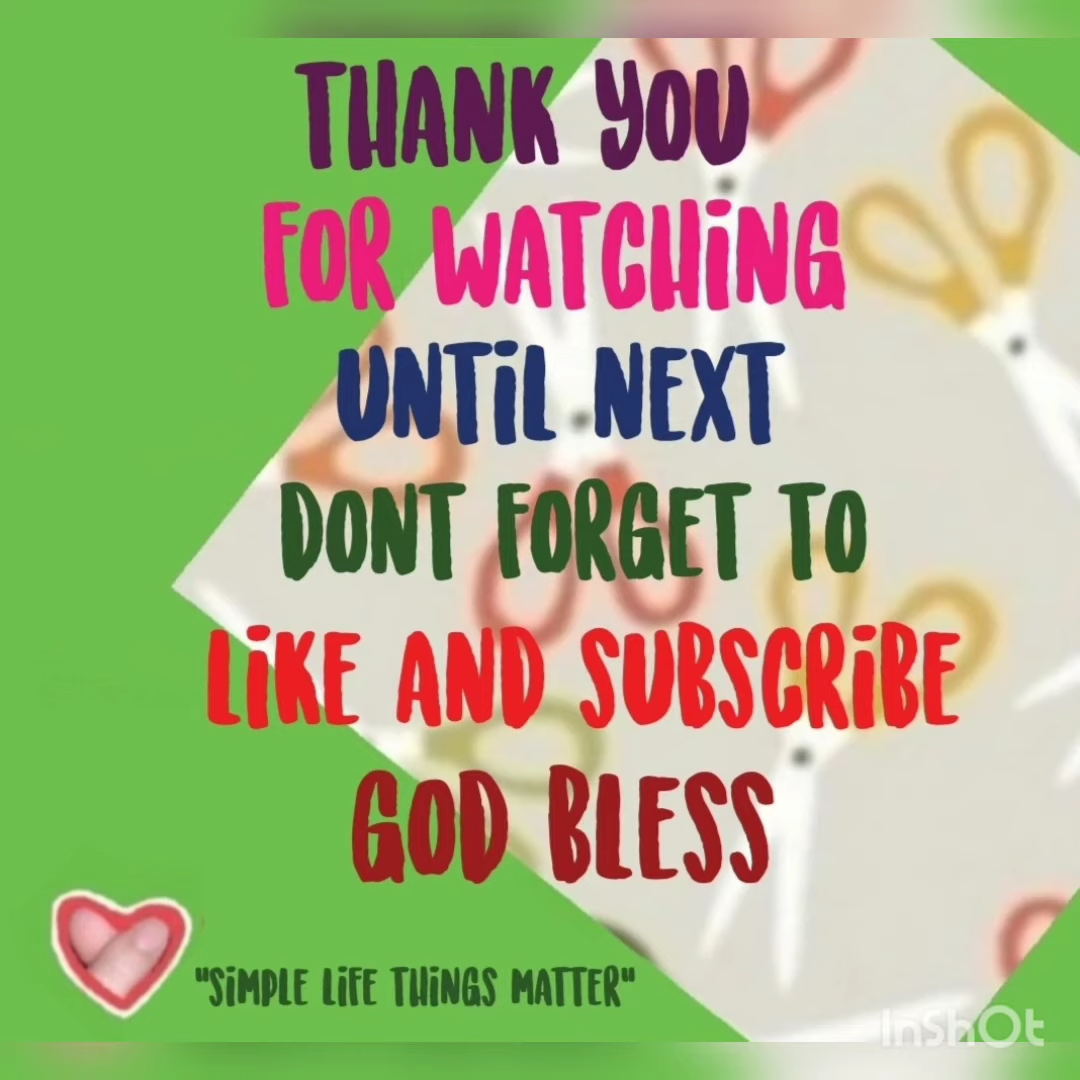 THANK YOU
FOR WATCHiNG
UNTiL NEXT
DONT FORGET TO
LiKE AND SUBSCRiBE
GOD BLESS
"SiMPLE LiFE THiNGS MATTER"
InShOt